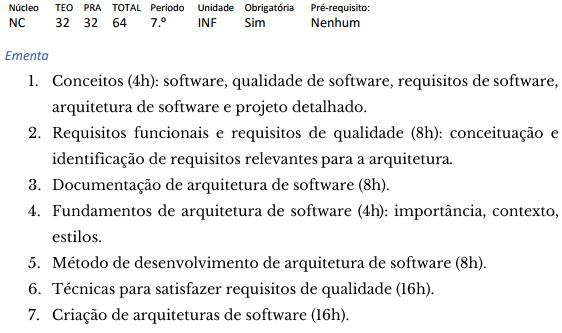 Núcleo TEO PRA TOTAL Período Unidade Obrigatória Pré-requisito:
NC 32 32 64 7.º INF Sim Nenhum
Ementa
1. Conceitos (4h): software, qualidade de software, requisitos de software,
arquitetura de software e projeto detalhado.
2. Requisitos funcionais e requisitos de qualidade (8h): conceituação e
identificação de requisitos relevantes para a arquitetura.
3. Documentação de arquitetura de software (8h).
4. Fundamentos de arquitetura de software (4h): importância, contexto,
estilos.
5. Método de desenvolvimento de arquitetura de software (8h).
6. Técnicas para satisfazer requisitos de qualidade (16h).
7. Criação de arquiteturas de software (16h).